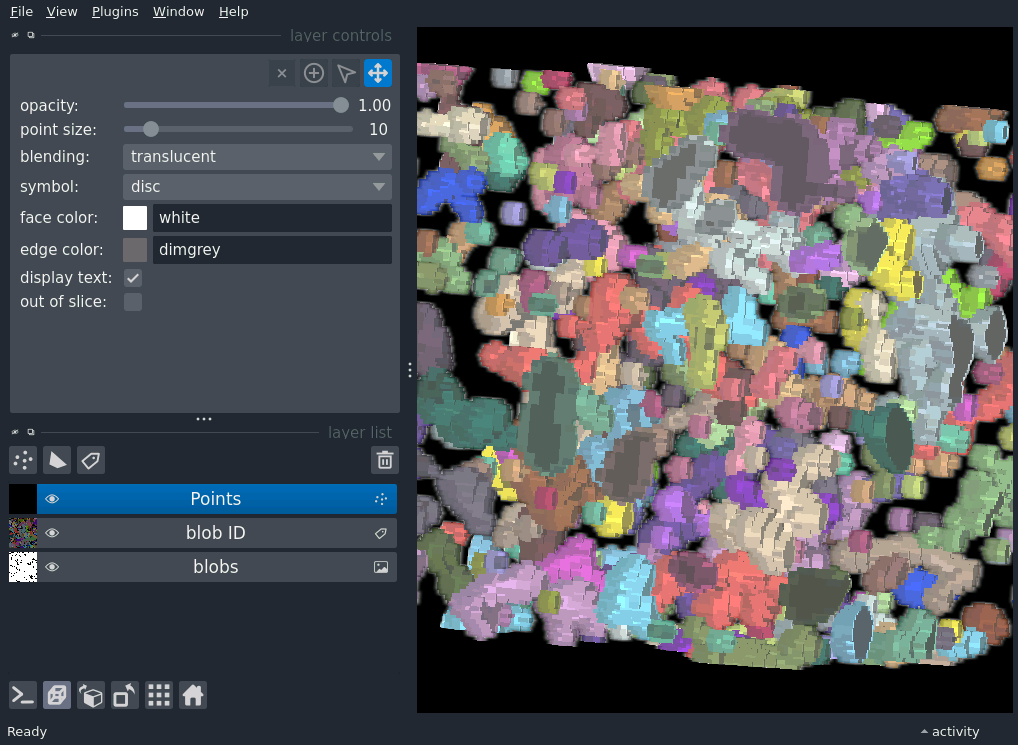 File View Plugins Window Help
layer controls
opacity: 1.00
point size: 10
blending: translucent
symbol: disc
face color: white
edge color: dimgrey
display text:
out of slice:
layer list
Points
blob ID
blobs
Ready activity